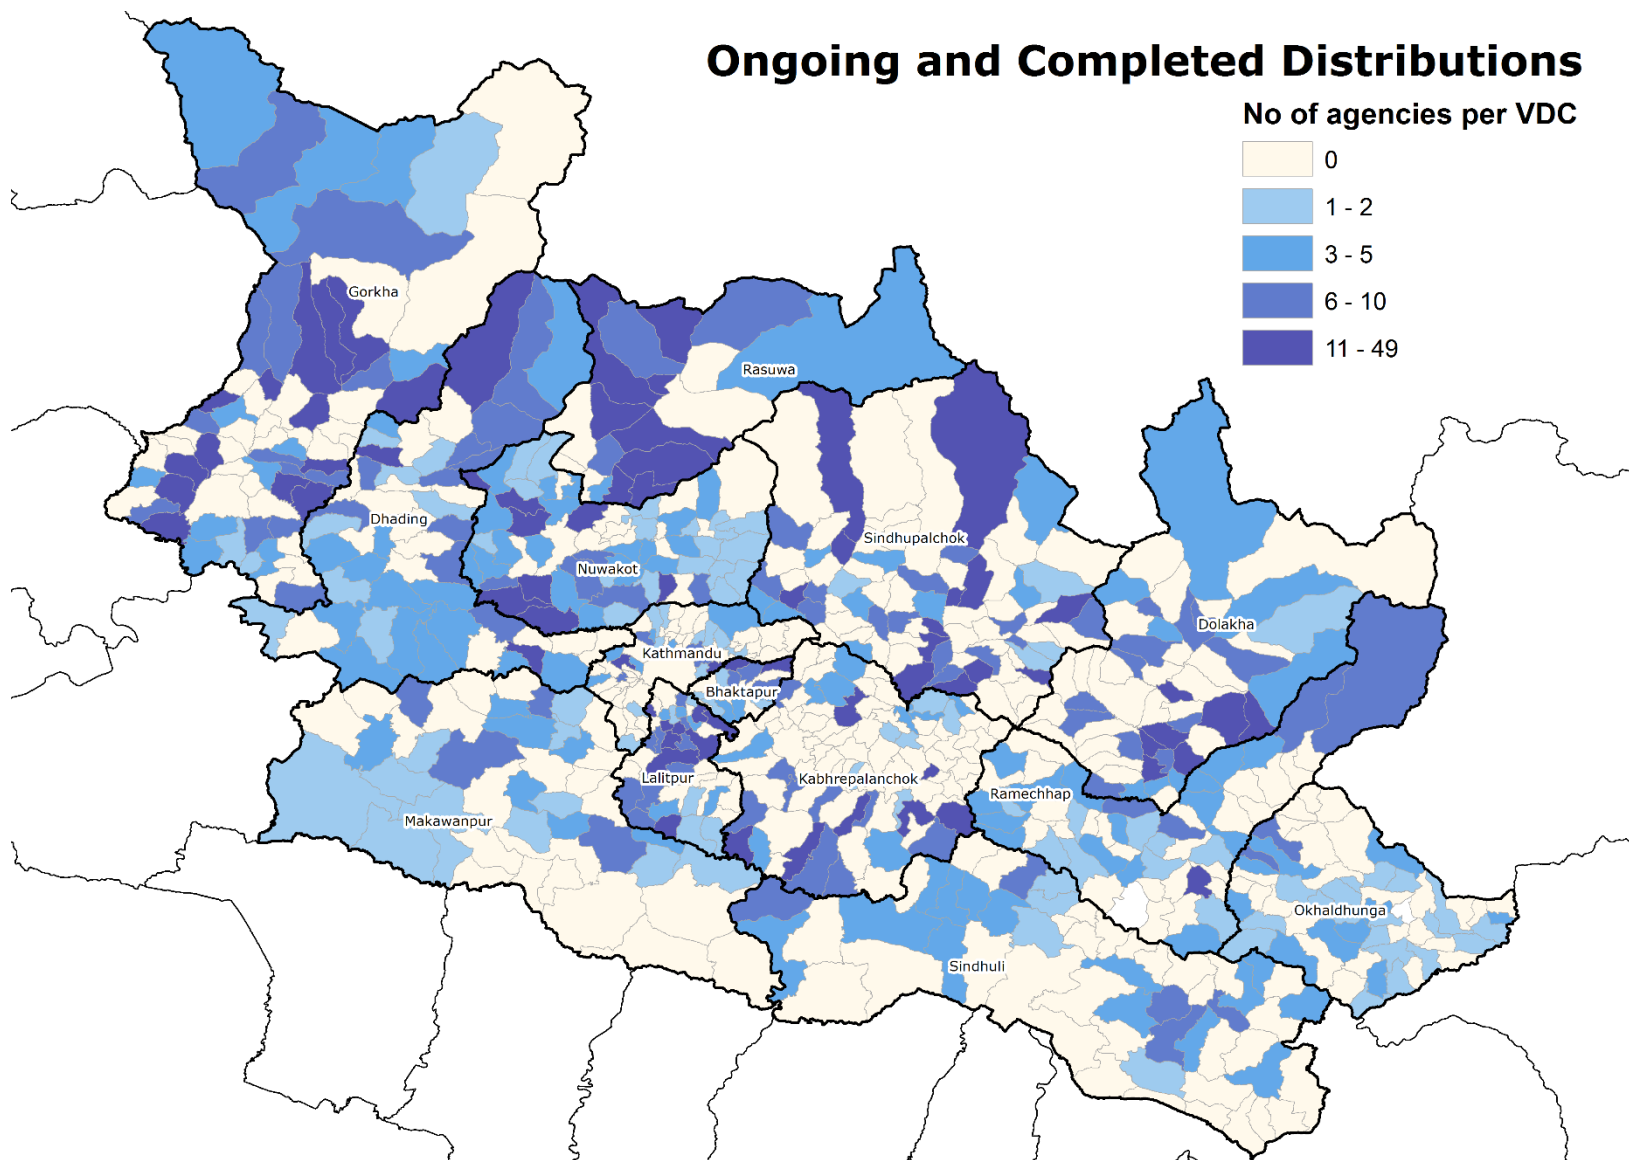 Ongoing and Completed Distributions
No of agencies per VDC
0
1 - 2
3 - 5
6 - 10
11 - 49
Gorkha
Rasuwa
Dhading
Sindhupalchok
Nuwakot
Dolakha
Kathmandu
Bhaktapur
Lalitpur
Kabhrepalanchok
Ramechhap
Makawanpur
Okhaldhunga
Sindhuli